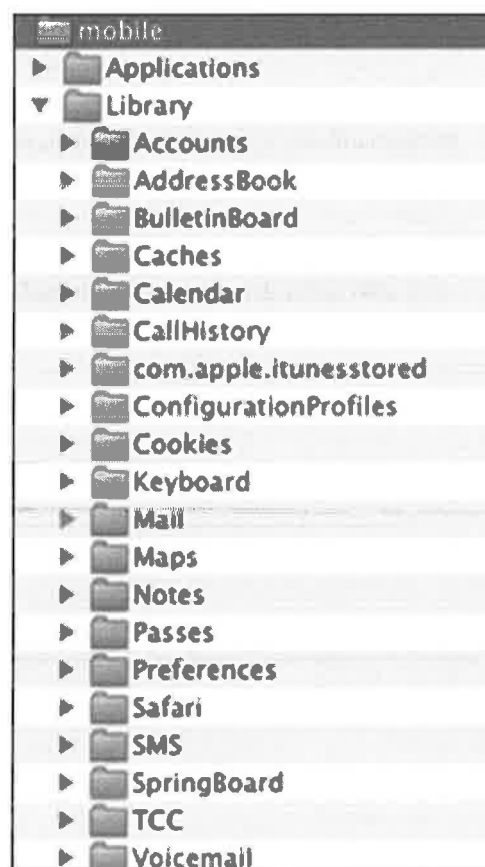 mobile
Applications
Library
Accounts
AddressBook
BulletinBoard
Caches
Calendar
CallHistory
com.apple.itunesstored
ConfigurationProfiles
Cookies
Keyboard
Mail
Maps
Notes
Passes
Preferences
Safari
SMS
SpringBoard
TCC
Voicemail